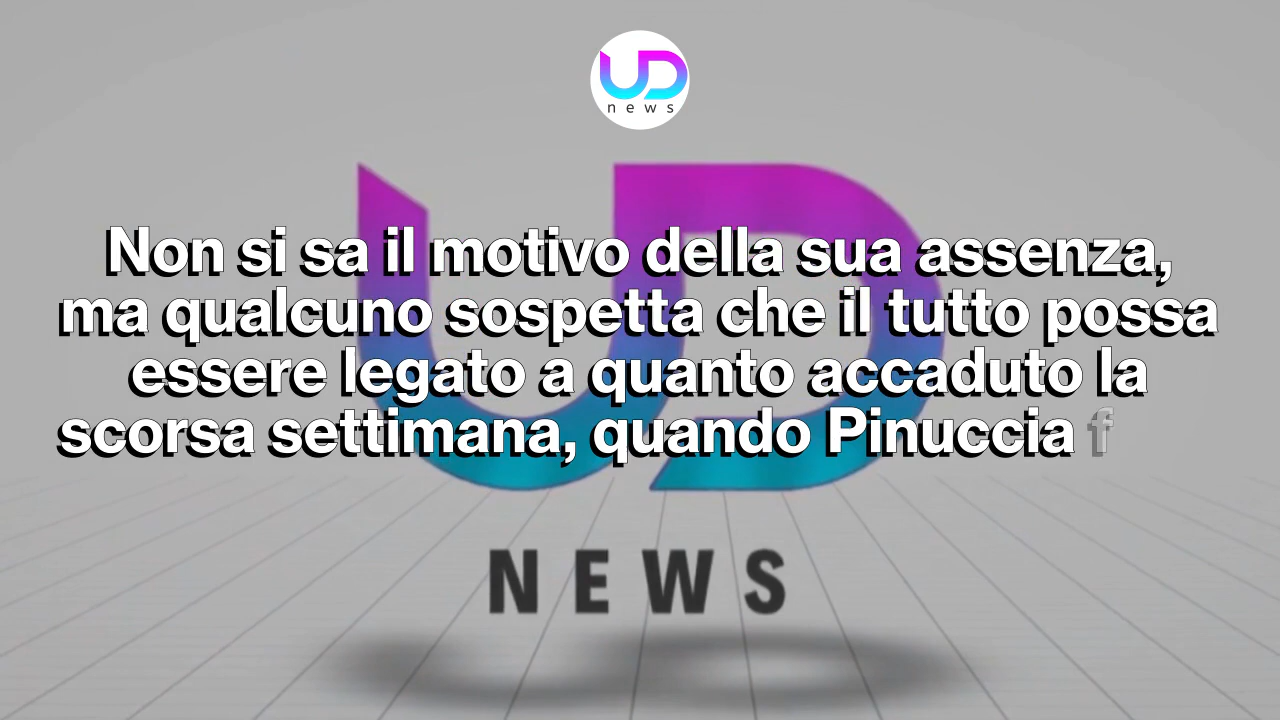 UD
news
Non si sa il motivo della sua assenza,
ma qualcuno sospetta che il tutto possa
essere legato a quanto accaduto la
scorsa settimana, quando Pinuccia f
UD
NEWS